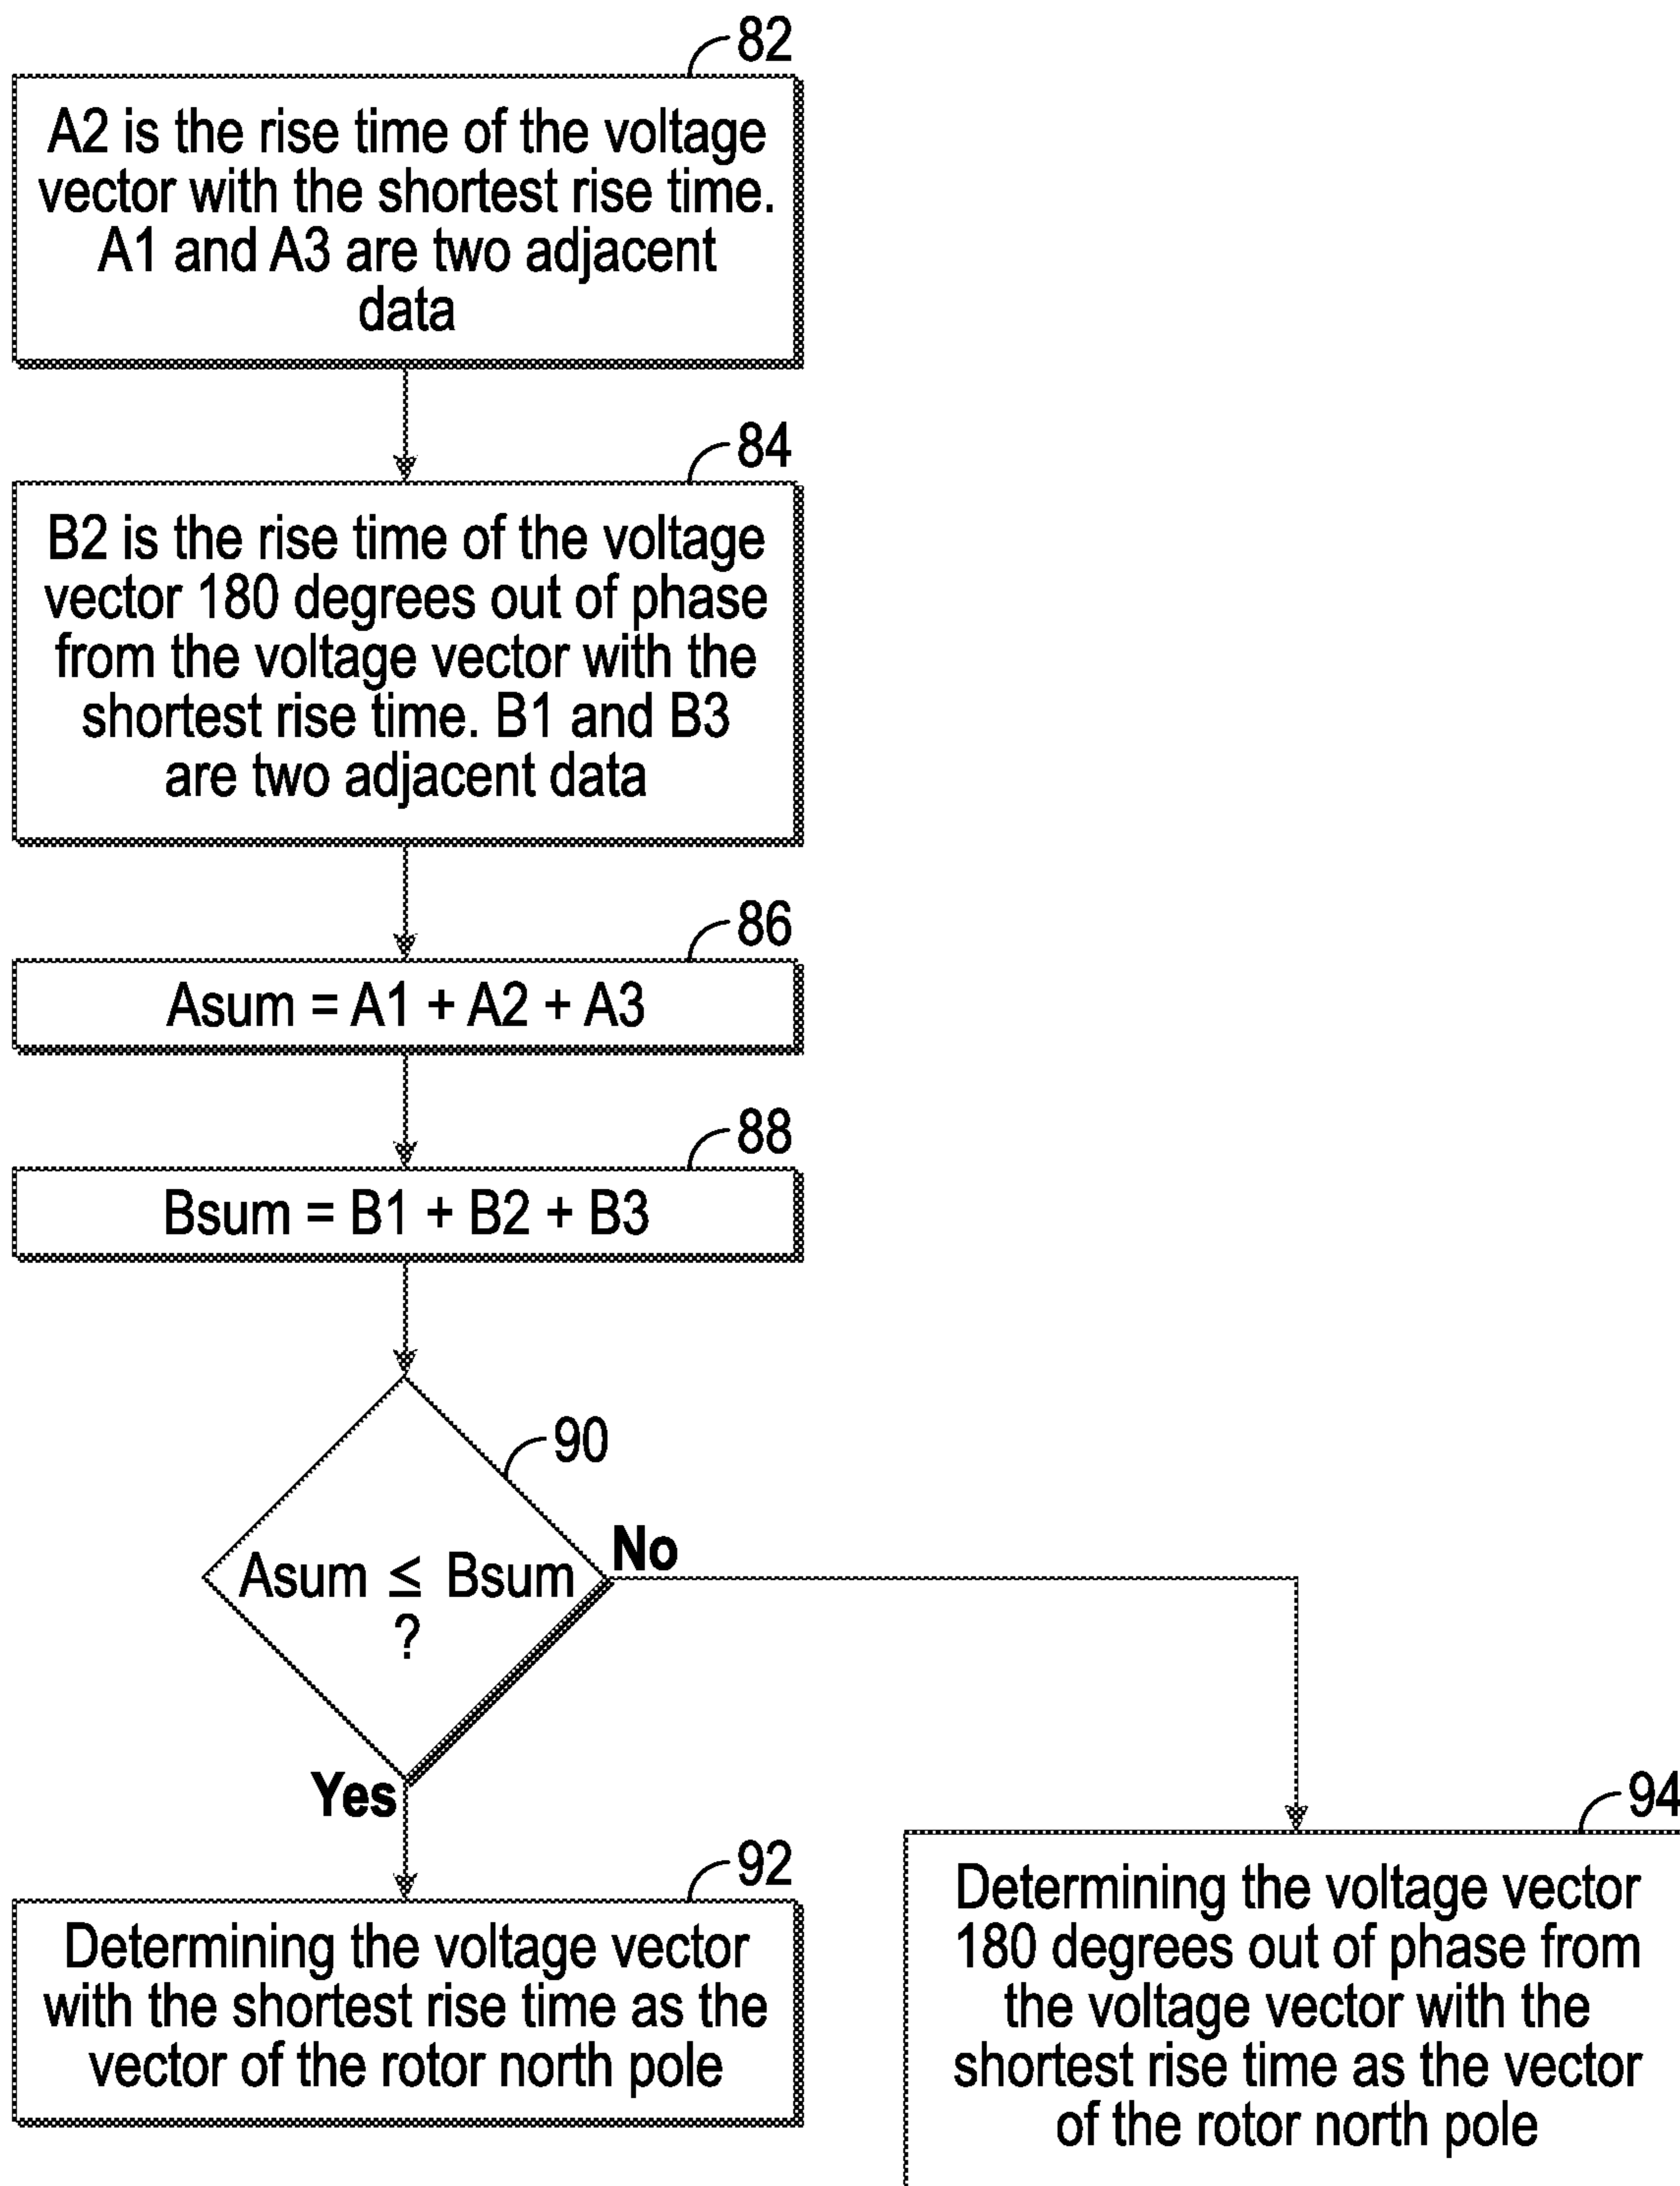 82
A2 is the rise time of the voltage
vector with the shortest rise time.
A1 and A3 are two adjacent
data
84
B2 is the rise time of the voltage
vector 180 degrees out of phase
from the voltage vector with the
shortest rise time. B1 and B3
are two adjacent data
86
Asum = A1 + A2 + A3
88
Bsum = B1 + B2 + B3
90
Asum ≤ Bsum
?
No
Yes
92
Determining the voltage vector
with the shortest rise time as the
vector of the rotor north pole
94
Determining the voltage vector
180 degrees out of phase from
the voltage vector with the
shortest rise time as the vector
of the rotor north pole